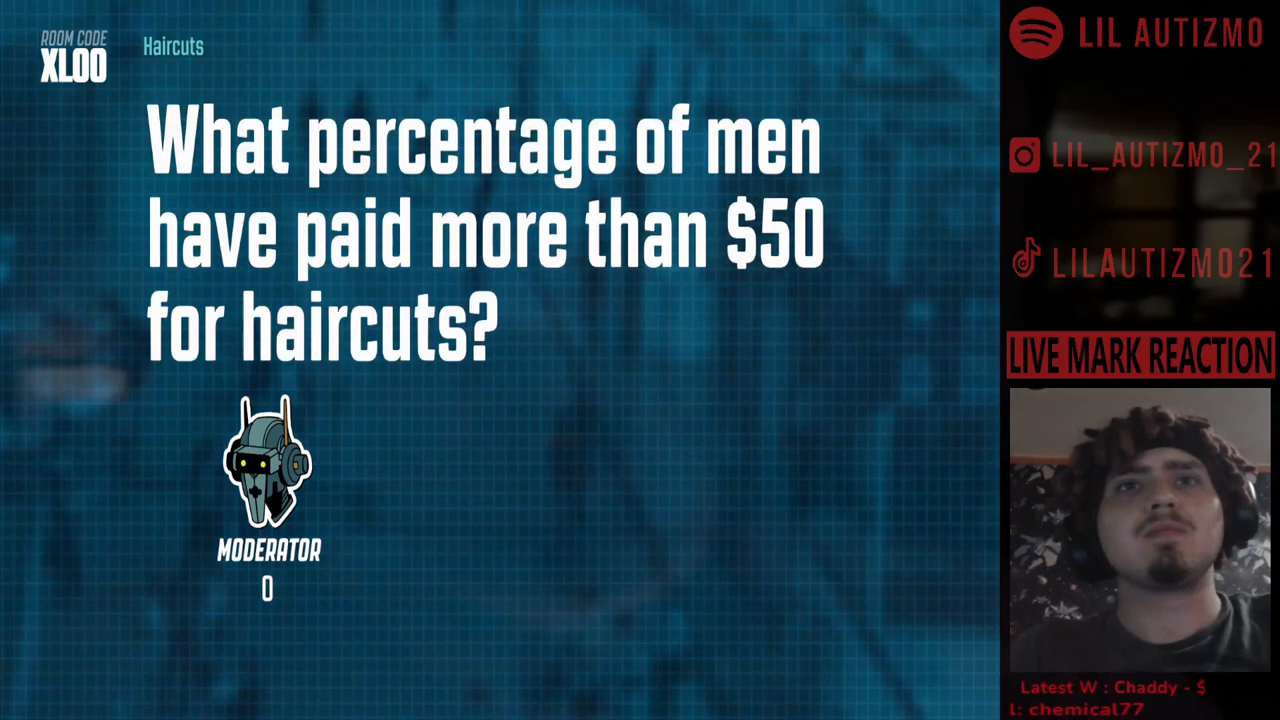 ROOM CODE
XLOO
Haircuts
What percentage of men
have paid more than $50
for haircuts?
MODERATOR
0
LIL AUTIZMO
LIL_AUTIZMO_21
LILAUTIZMO21
LIVE MARK REACTION
Latest W : Chaddy - $
l: chemical77